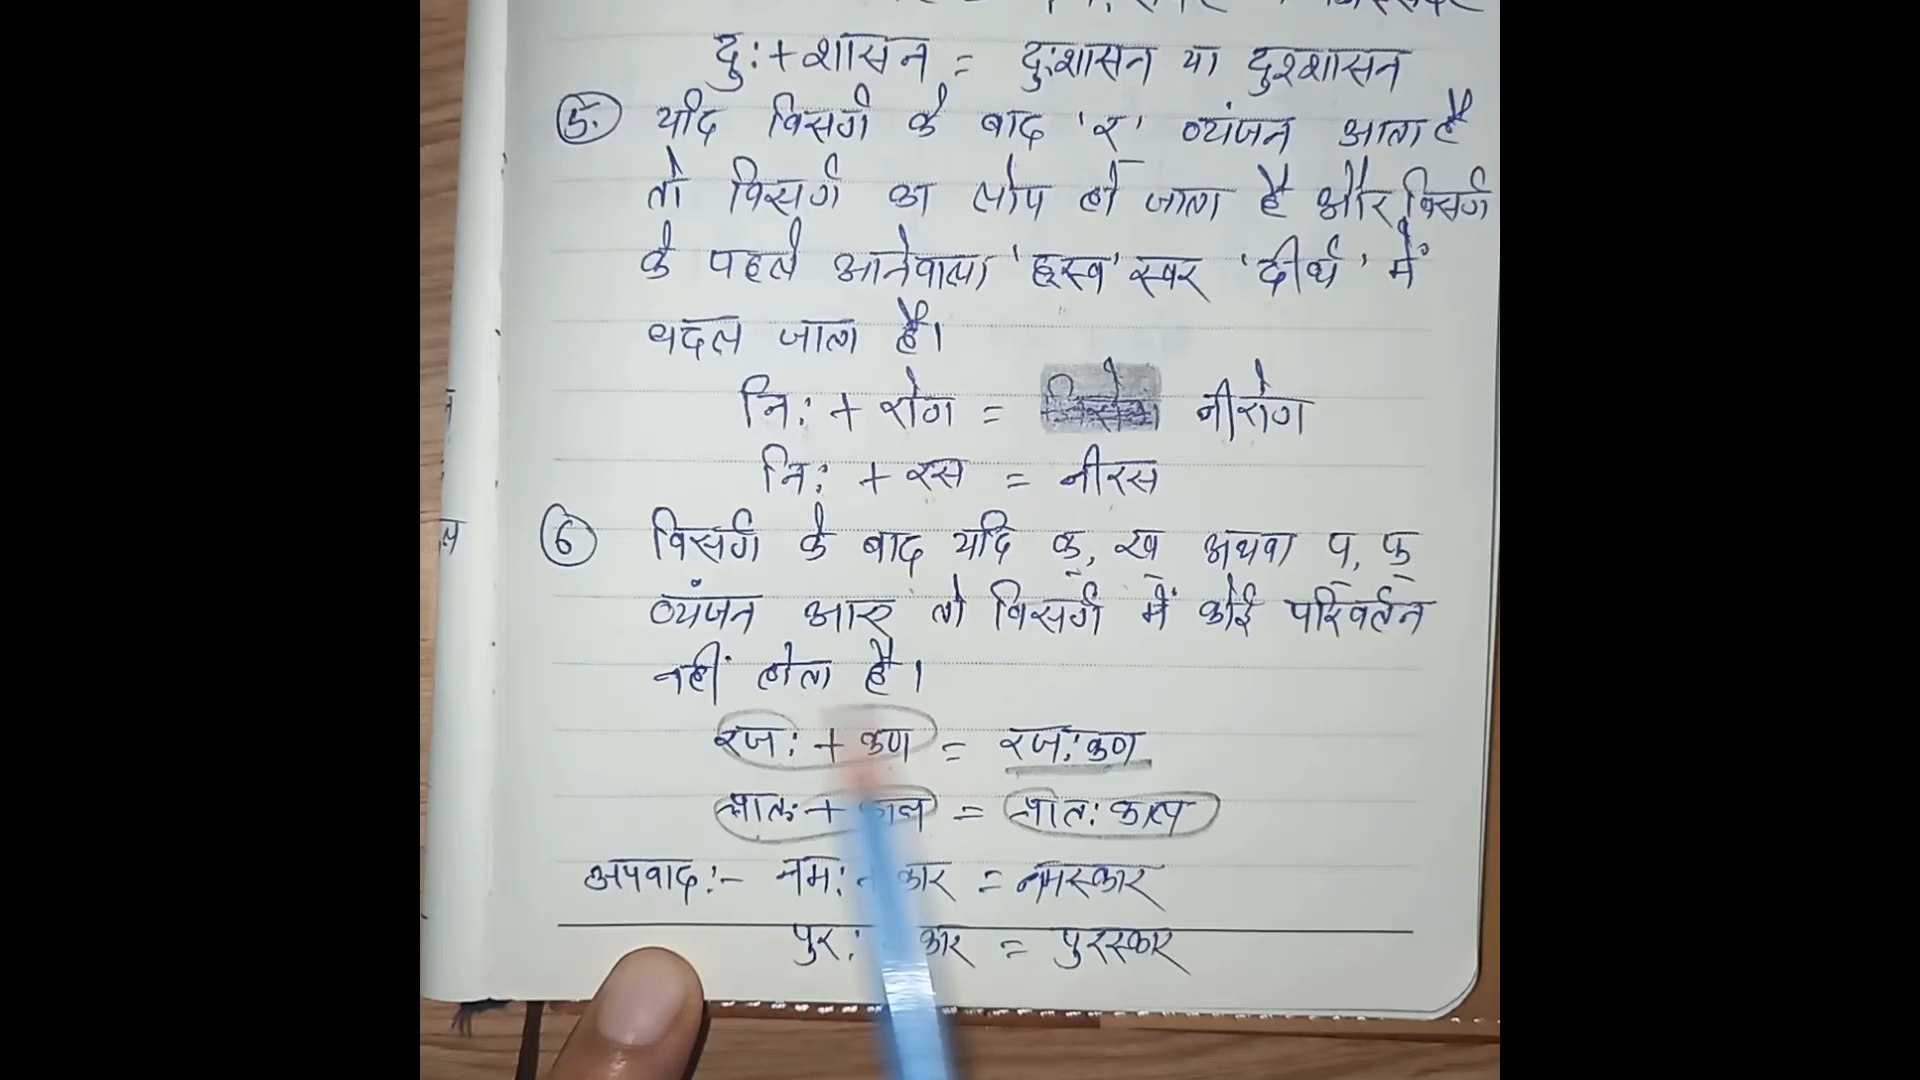 दु: + शासन = दु:शासन या दुश्शासन
5. यदि विसर्ग के बाद 'र' व्यंजन आता है
तो विसर्ग का लोप हो जाता है और विसर्ग
के पहले आनेवाला 'ह्रस्व' स्वर 'दीर्घ' में
बदल जाता है।
नि: + रोग = नीरोग
नि: + रस = नीरस
6 विसर्ग के बाद यदि क, ख अथवा प, फ
व्यंजन आए तो विसर्ग में कोई परिवर्तन
नहीं होता है।
रज: + कण = रज:कण
प्रात: + काल = प्रात:काल
अपवाद:- नम: + कार = नमस्कार
पुर: कार = पुरस्कार